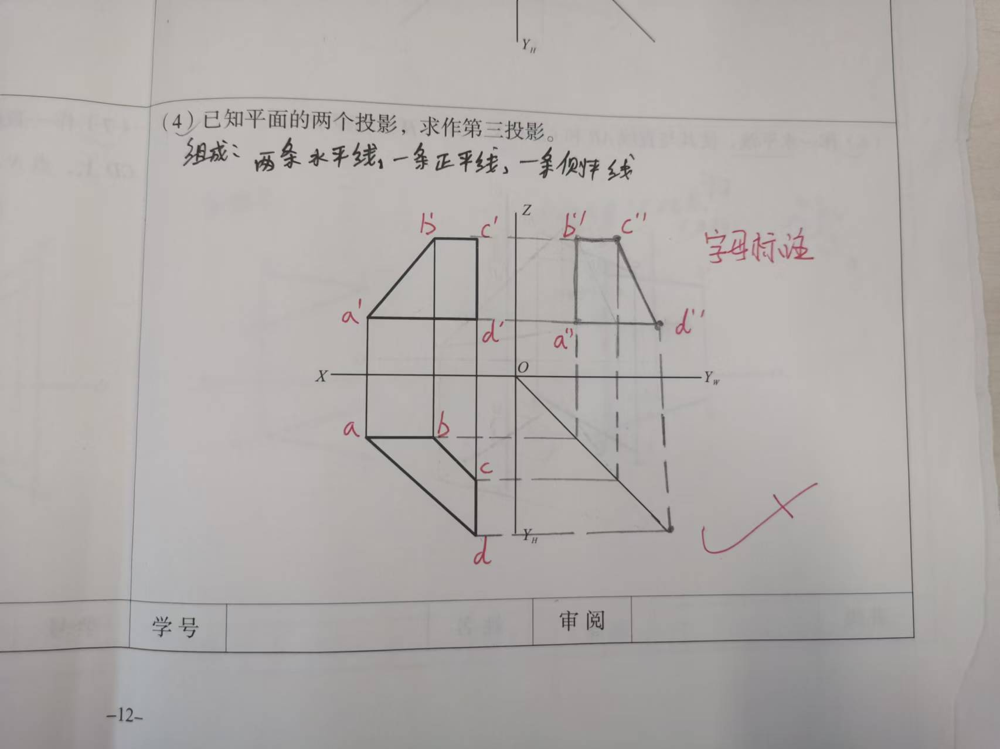 Y_H
(4)已知平面的两个投影，求作第三投影。
组成：两条水平线，一条正平线，一条侧平线
Z
b' c' b'' c''
字母标注
a' d' a'' d''
X O Y_W
a b
c
Y_H
d
学号 审阅
-12-